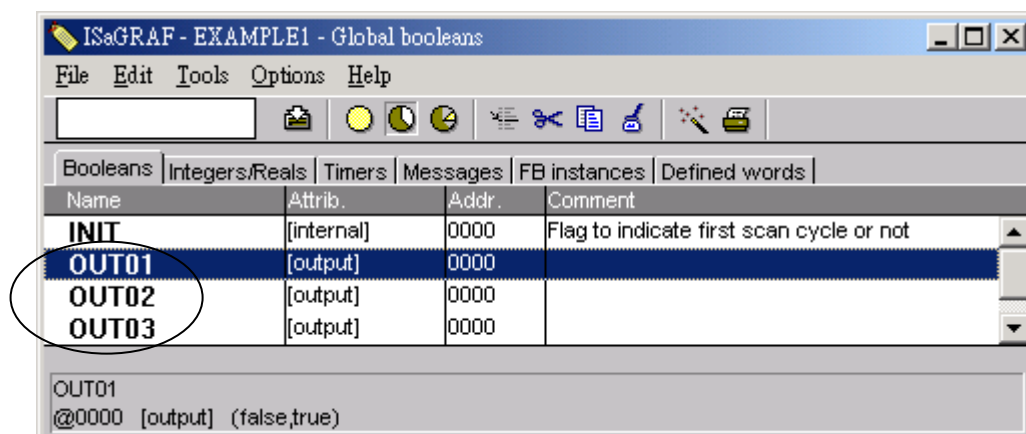 ISaGRAF - EXAMPLE1 - Global booleans
File Edit Tools Options Help
Booleans Integers/Reals Timers Messages FB instances Defined words
Name Attrib. Addr. Comment
INIT [internal] 0000 Flag to indicate first scan cycle or not
OUT01 [output] 0000
OUT02 [output] 0000
OUT03 [output] 0000
OUT01
@0000 [output] (false,true)